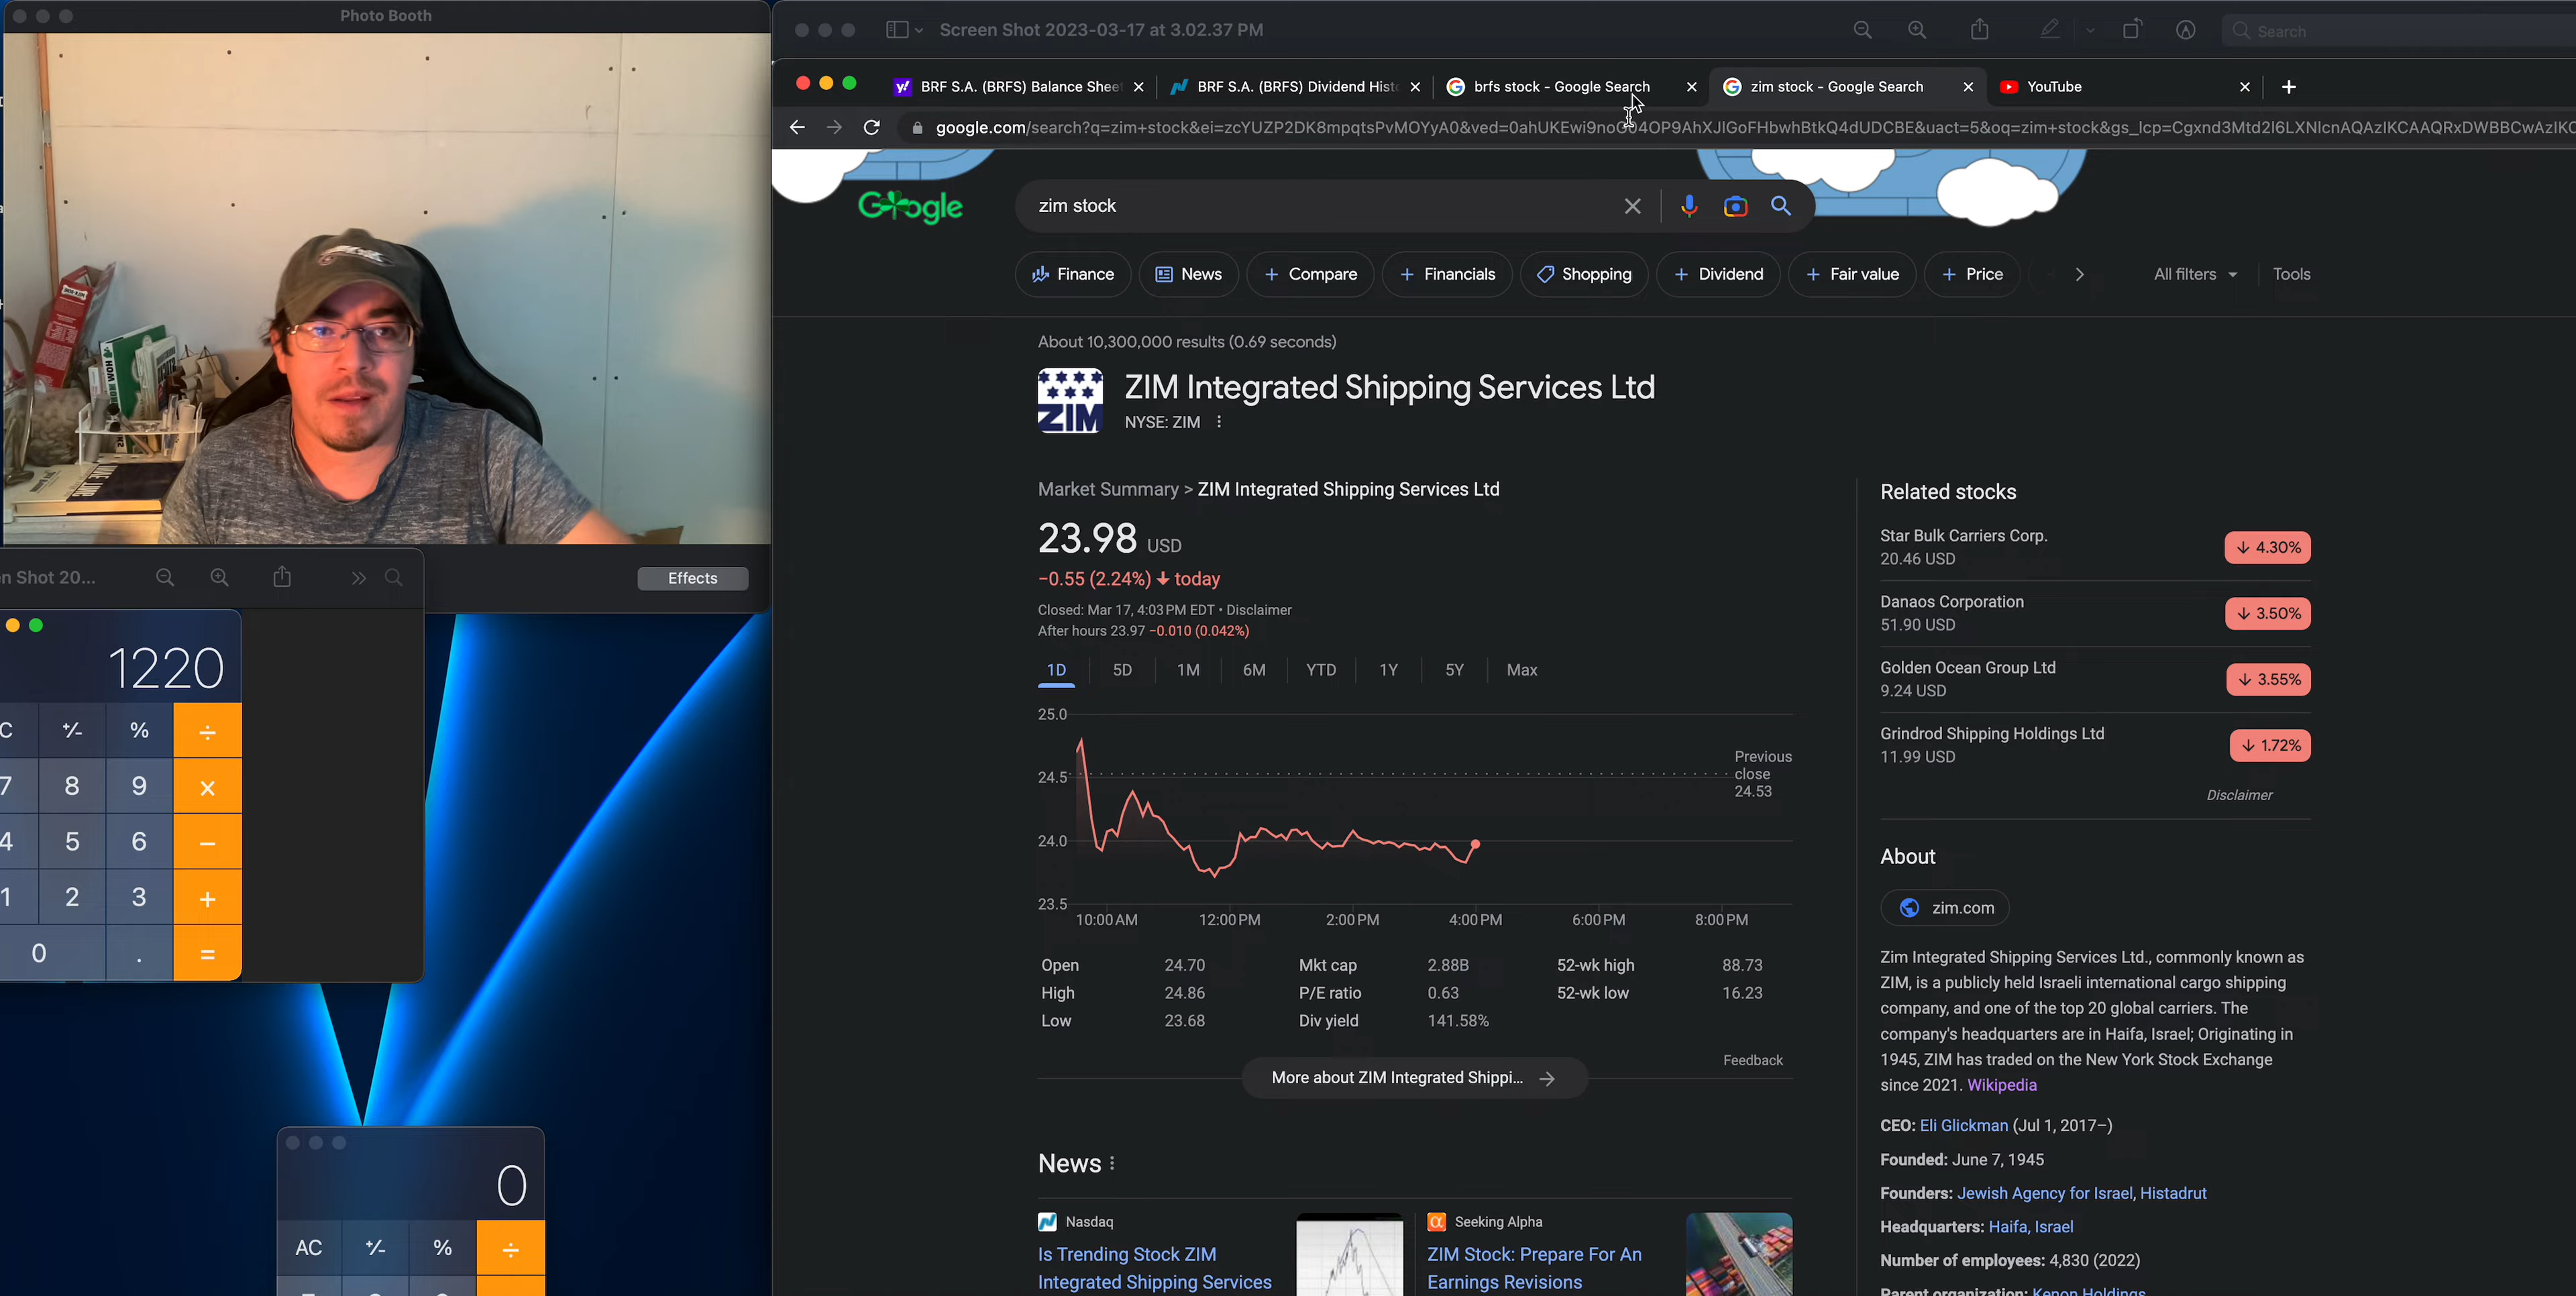 Photo Booth
Effects
en Shot 20...
1220
C
⁺∕₋
%
÷
7
8
9
×
4
5
6
−
1
2
3
+
0
.
=
0
AC
⁺∕₋
%
÷
Screen Shot 2023-03-17 at 3.02.37 PM
Search
BRF S.A. (BRFS) Balance Sheet
BRF S.A. (BRFS) Dividend Histo
brfs stock - Google Search
zim stock - Google Search
YouTube
Google
zim stock
Finance
News
+ Compare
+ Financials
Shopping
+ Dividend
+ Fair value
+ Price
All filters
Tools
About 10,300,000 results (0.69 seconds)
ZIM
ZIM Integrated Shipping Services Ltd
NYSE: ZIM
Market Summary > ZIM Integrated Shipping Services Ltd
23.98 USD
−0.55 (2.24%) ↓ today
Closed: Mar 17, 4:03 PM EDT • Disclaimer
After hours 23.97 −0.010 (0.042%)
1D
5D
1M
6M
YTD
1Y
5Y
Max
25.0
24.5
24.0
23.5
Previous
close
24.53
10:00 AM
12:00 PM
2:00 PM
4:00 PM
6:00 PM
8:00 PM
Open 24.70 Mkt cap 2.88B 52-wk high 88.73
High 24.86 P/E ratio 0.63 52-wk low 16.23
Low 23.68 Div yield 141.58%
Feedback
More about ZIM Integrated Shippi... →
News
Nasdaq
Is Trending Stock ZIM
Integrated Shipping Services
Seeking Alpha
ZIM Stock: Prepare For An
Earnings Revisions
Related stocks
Star Bulk Carriers Corp.
20.46 USD
↓ 4.30%
Danaos Corporation
51.90 USD
↓ 3.50%
Golden Ocean Group Ltd
9.24 USD
↓ 3.55%
Grindrod Shipping Holdings Ltd
11.99 USD
↓ 1.72%
Disclaimer
About
zim.com
Zim Integrated Shipping Services Ltd., commonly known as
ZIM, is a publicly held Israeli international cargo shipping
company, and one of the top 20 global carriers. The
company's headquarters are in Haifa, Israel; Originating in
1945, ZIM has traded on the New York Stock Exchange
since 2021. Wikipedia
CEO: Eli Glickman (Jul 1, 2017–)
Founded: June 7, 1945
Founders: Jewish Agency for Israel, Histadrut
Headquarters: Haifa, Israel
Number of employees: 4,830 (2022)
Parent organization: Kenon Holdings